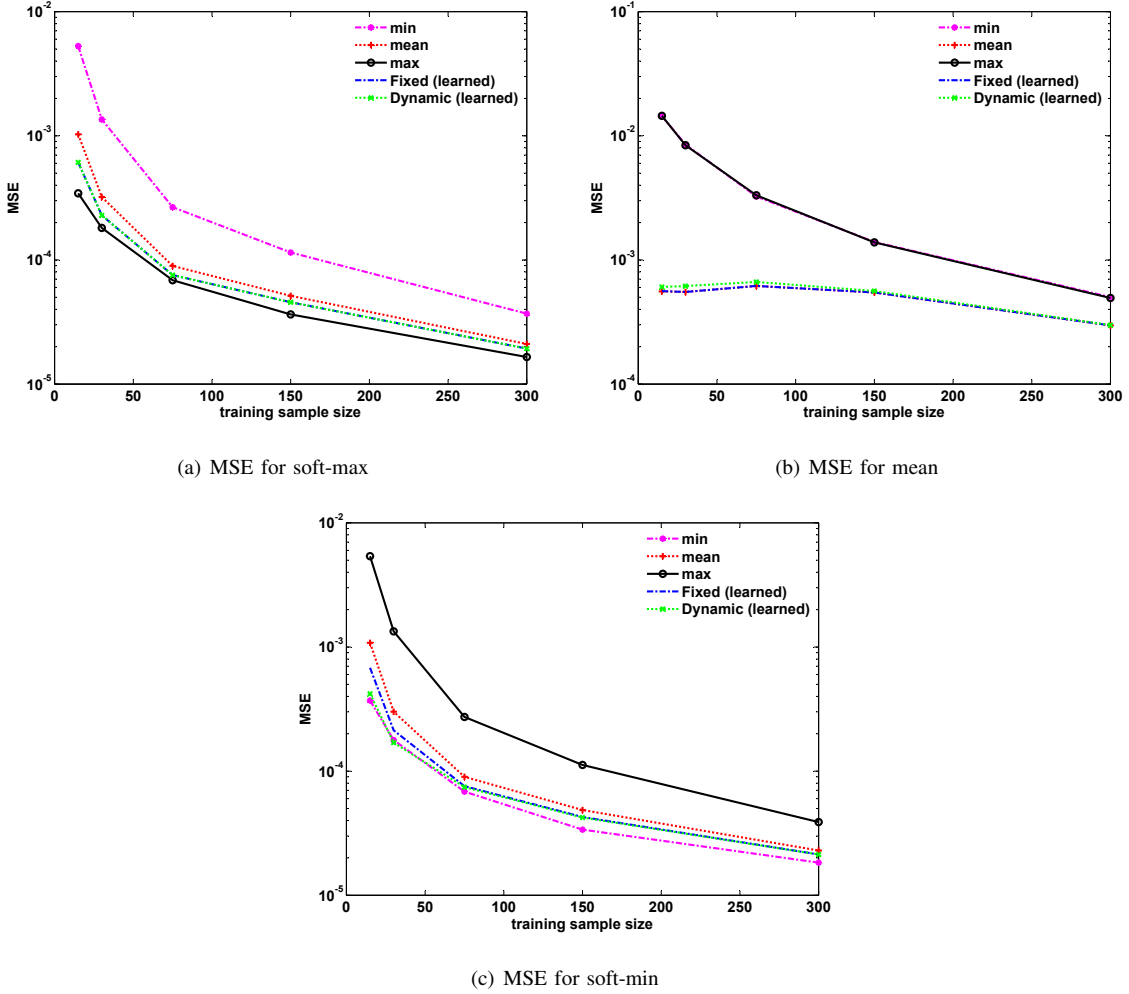 10^-2
10^-3
10^-4
10^-5
MSE
0 50 100 150 200 250 300
training sample size
min
mean
max
Fixed (learned)
Dynamic (learned)
(a) MSE for soft-max
10^-1
10^-2
10^-3
10^-4
MSE
0 50 100 150 200 250 300
training sample size
min
mean
max
Fixed (learned)
Dynamic (learned)
(b) MSE for mean
10^-2
10^-3
10^-4
10^-5
MSE
0 50 100 150 200 250 300
training sample size
min
mean
max
Fixed (learned)
Dynamic (learned)
(c) MSE for soft-min